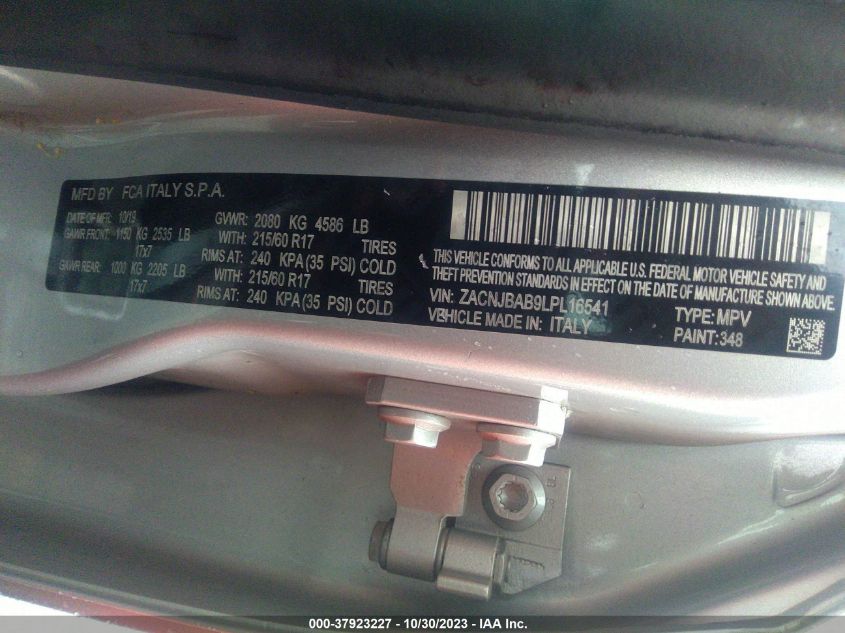 MFD BY FCA ITALY S.P.A.
DATE OF MFR: 10/19 GVWR: 2080 KG 4586 LB
GAWR FRONT: 1150 KG 2535 LB WITH: 215/60 R17 TIRES
17x7 RIMS AT: 240 KPA (35 PSI) COLD
GAWR REAR: 1000 KG 2205 LB WITH: 215/60 R17 TIRES
17x7 RIMS AT: 240 KPA (35 PSI) COLD
THIS VEHICLE CONFORMS TO ALL APPLICABLE U.S. FEDERAL MOTOR VEHICLE SAFETY AND
THEFT PREVENTION STANDARDS IN EFFECT ON THE DATE OF MANUFACTURE SHOWN ABOVE.
VIN: ZACNJBAB9LPL16541 TYPE: MPV
VEHICLE MADE IN: ITALY PAINT: 348
000-37923227 - 10/30/2023 - IAA Inc.